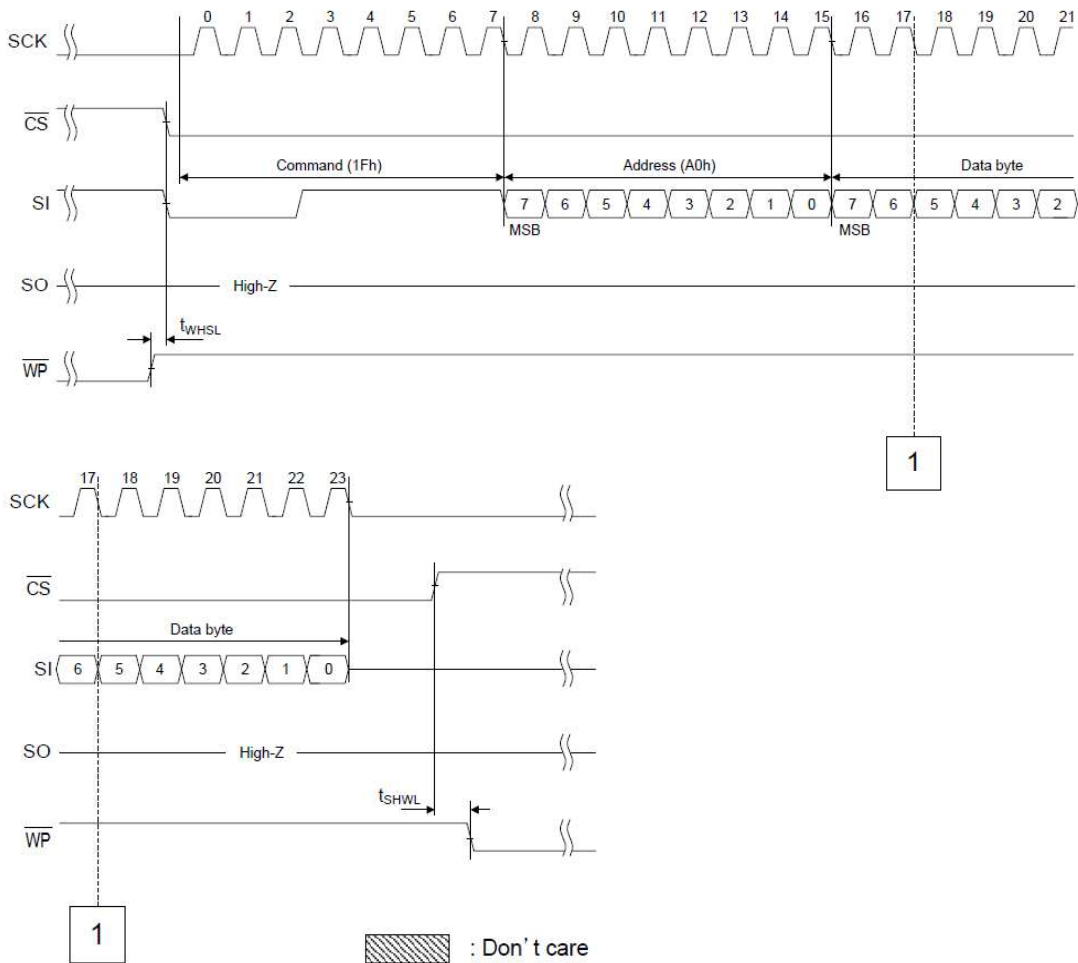 0 1 2 3 4 5 6 7 8 9 10 11 12 13 14 15 16 17 18 19 20 21
SCK
CS
Command (1Fh) Address (A0h) Data byte
SI 7 6 5 4 3 2 1 0 7 6 5 4 3 2
MSB MSB
SO High-Z
tWHSL
WP
1
17 18 19 20 21 22 23
SCK
CS
Data byte
SI 6 5 4 3 2 1 0
SO High-Z
tSHWL
WP
1
: Don't care